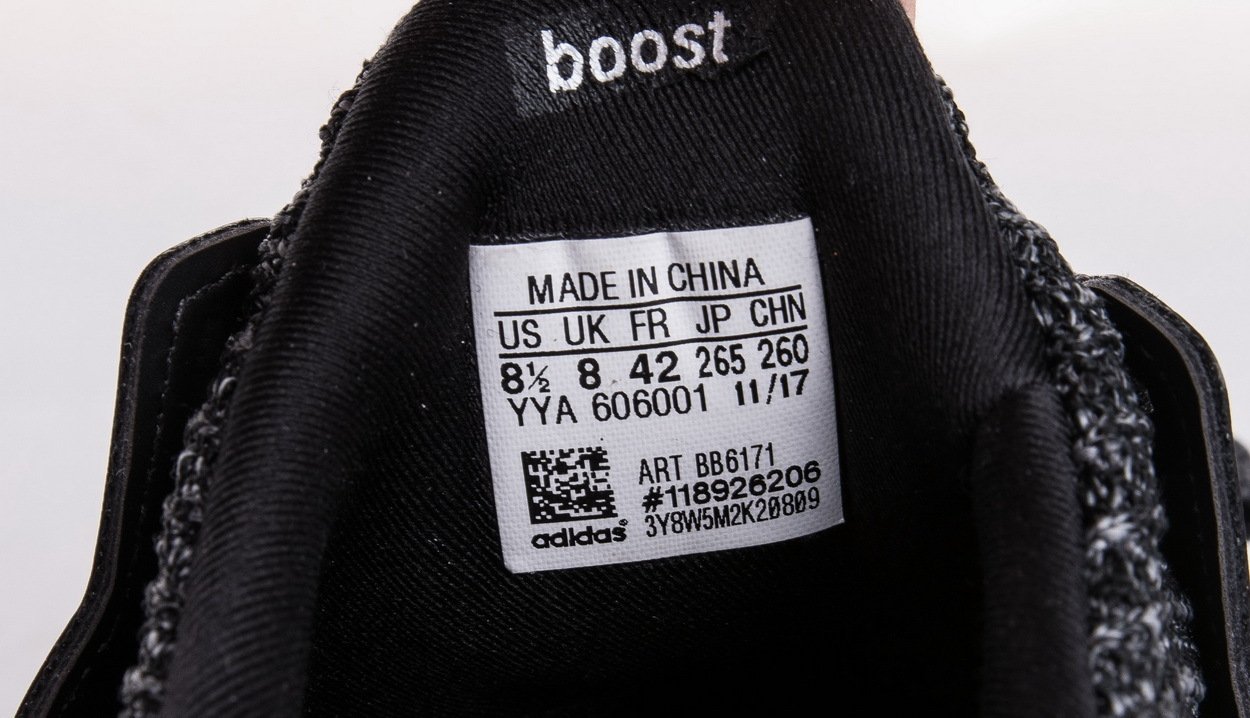 boost
MADE IN CHINA
US UK FR JP CHN
8½ 8 42 265 260
YYA 606001 11/17
ART BB6171
#118926206
3Y8W5M2K20809
adidas®